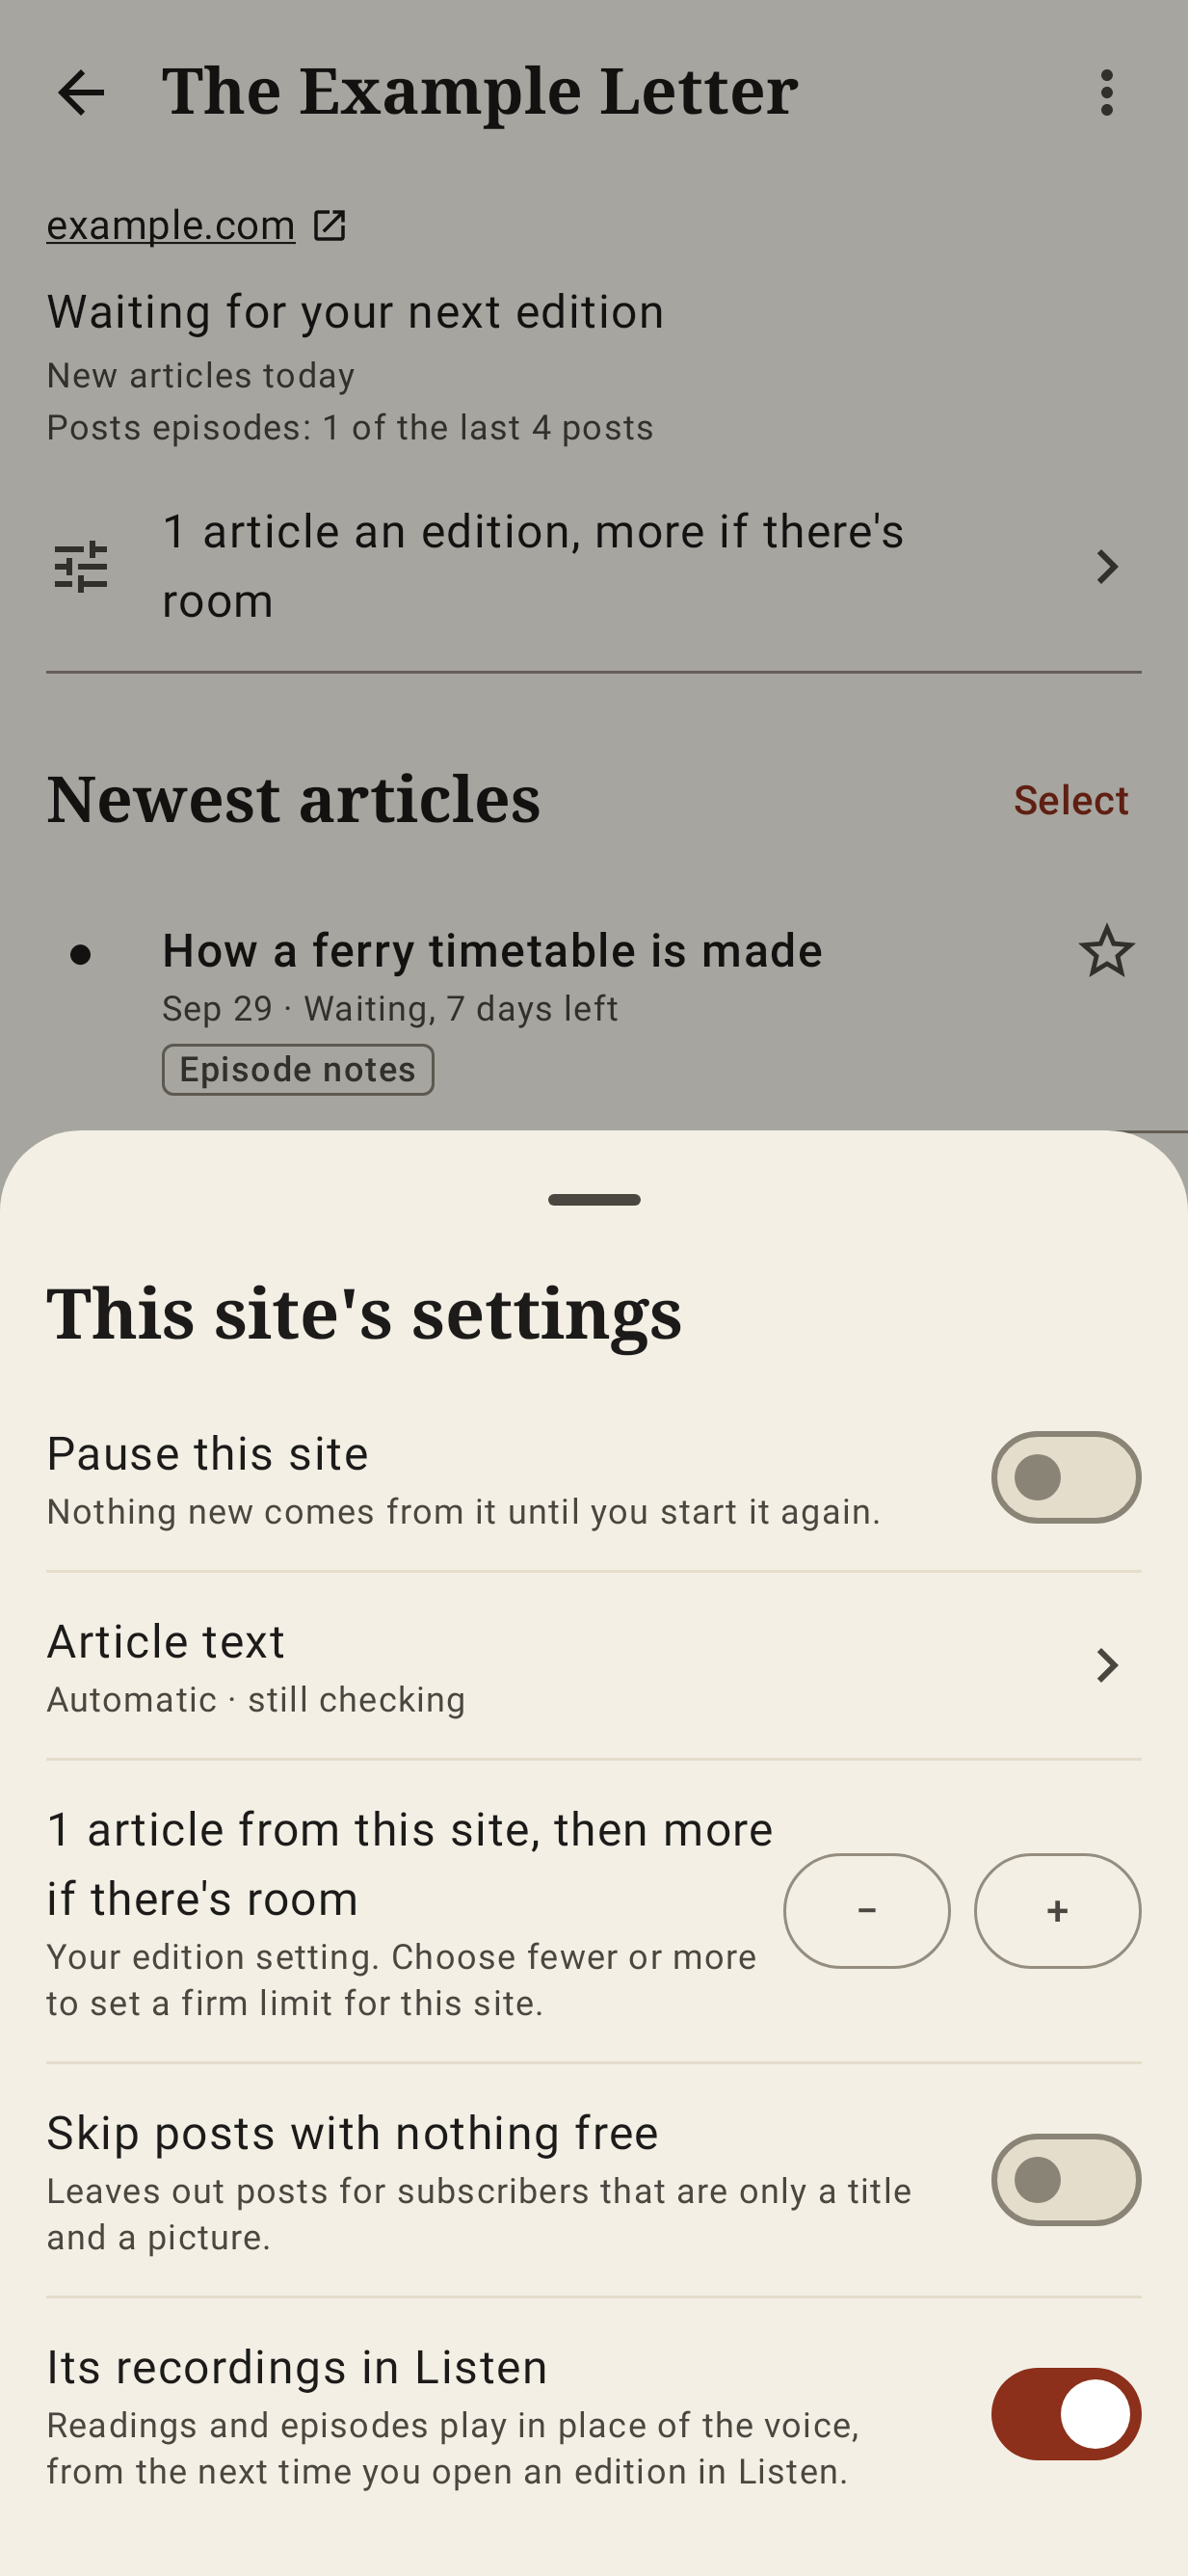 The Example Letter
example.com
Waiting for your next edition
New articles today
Posts episodes: 1 of the last 4 posts
1 article an edition, more if there's
room
Newest articles
Select
How a ferry timetable is made
Sep 29 · Waiting, 7 days left
Episode notes
This site's settings
Pause this site
Nothing new comes from it until you start it again.
Article text
Automatic · still checking
1 article from this site, then more
if there's room
Your edition setting. Choose fewer or more
to set a firm limit for this site.
− +
Skip posts with nothing free
Leaves out posts for subscribers that are only a title
and a picture.
Its recordings in Listen
Readings and episodes play in place of the voice,
from the next time you open an edition in Listen.